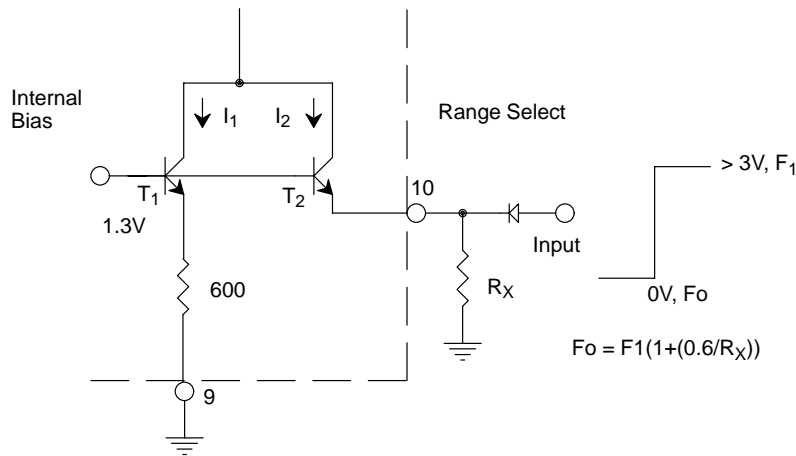 Internal
Bias
I1
I2
Range Select
10
> 3V, F1
T1
T2
1.3V
Input
600
RX
0V, Fo
Fo = F1(1+(0.6/RX))
9